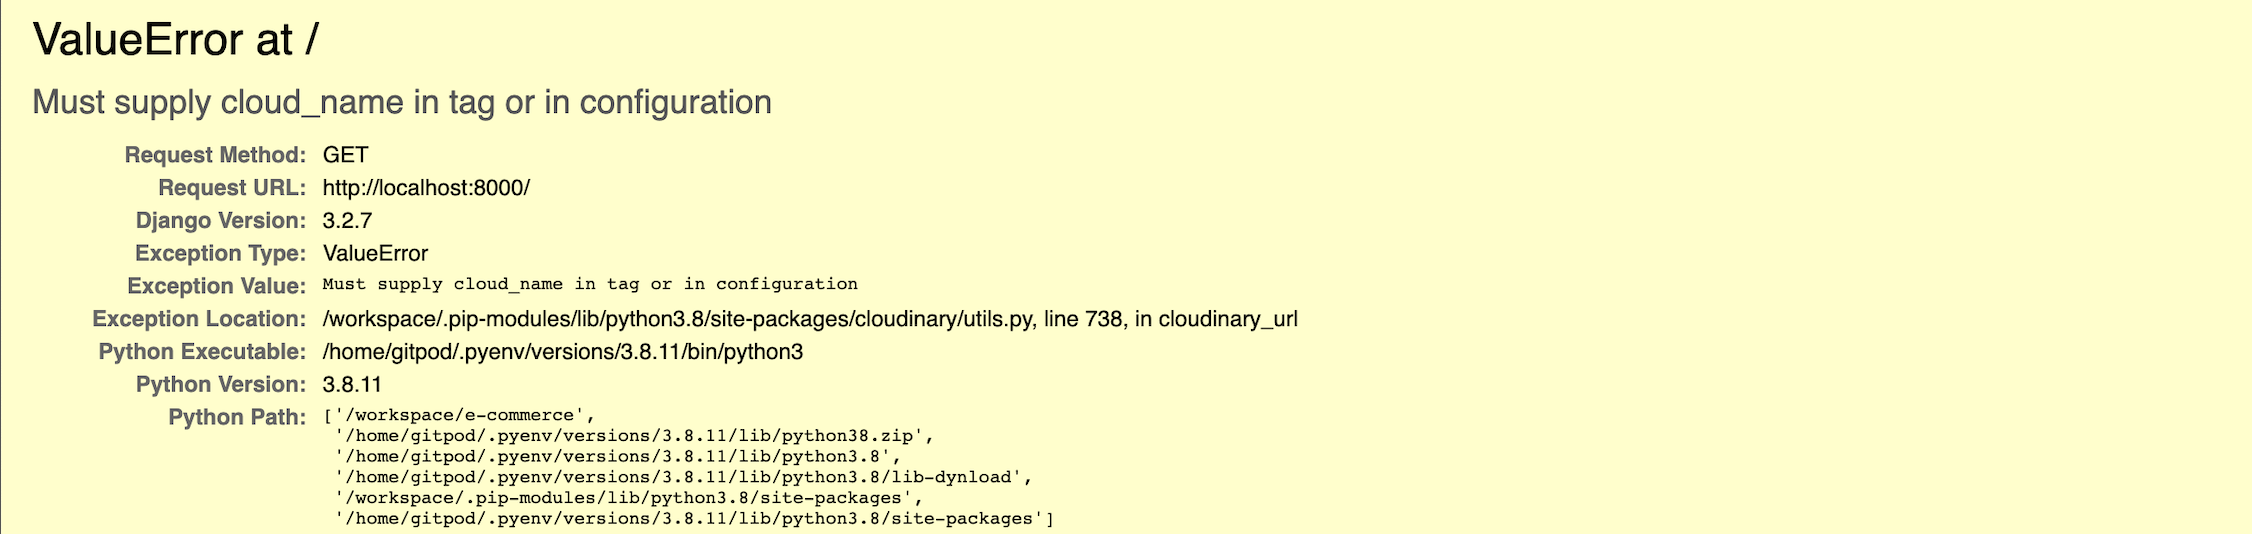 ValueError at /
Must supply cloud_name in tag or in configuration
Request Method: GET
Request URL: http://localhost:8000/
Django Version: 3.2.7
Exception Type: ValueError
Exception Value: Must supply cloud_name in tag or in configuration
Exception Location: /workspace/.pip-modules/lib/python3.8/site-packages/cloudinary/utils.py, line 738, in cloudinary_url
Python Executable: /home/gitpod/.pyenv/versions/3.8.11/bin/python3
Python Version: 3.8.11
Python Path: ['/workspace/e-commerce',
'/home/gitpod/.pyenv/versions/3.8.11/lib/python38.zip',
'/home/gitpod/.pyenv/versions/3.8.11/lib/python3.8',
'/home/gitpod/.pyenv/versions/3.8.11/lib/python3.8/lib-dynload',
'/workspace/.pip-modules/lib/python3.8/site-packages',
'/home/gitpod/.pyenv/versions/3.8.11/lib/python3.8/site-packages']